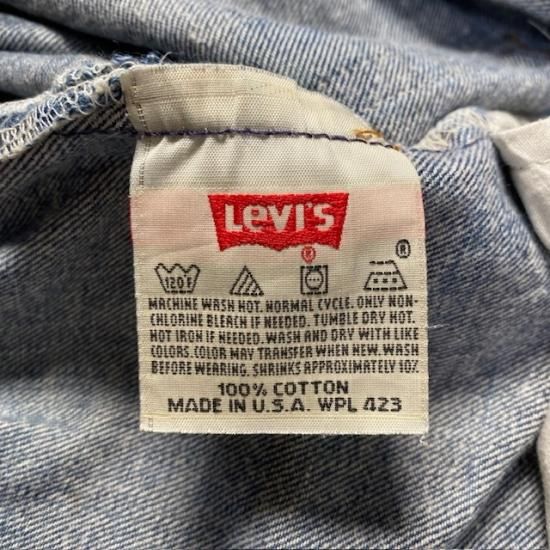 Levi's
®
®
120°F
MACHINE WASH HOT. NORMAL CYCLE. ONLY NON-
CHLORINE BLEACH IF NEEDED. TUMBLE DRY HOT.
HOT IRON IF NEEDED. WASH AND DRY WITH LIKE
COLORS. COLOR MAY TRANSFER WHEN NEW. WASH
BEFORE WEARING. SHRINKS APPROXIMATELY 10%
100% COTTON
MADE IN U.S.A. WPL 423